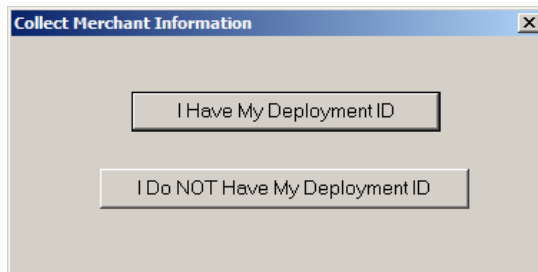 Collect Merchant Information
I Have My Deployment ID
I Do NOT Have My Deployment ID